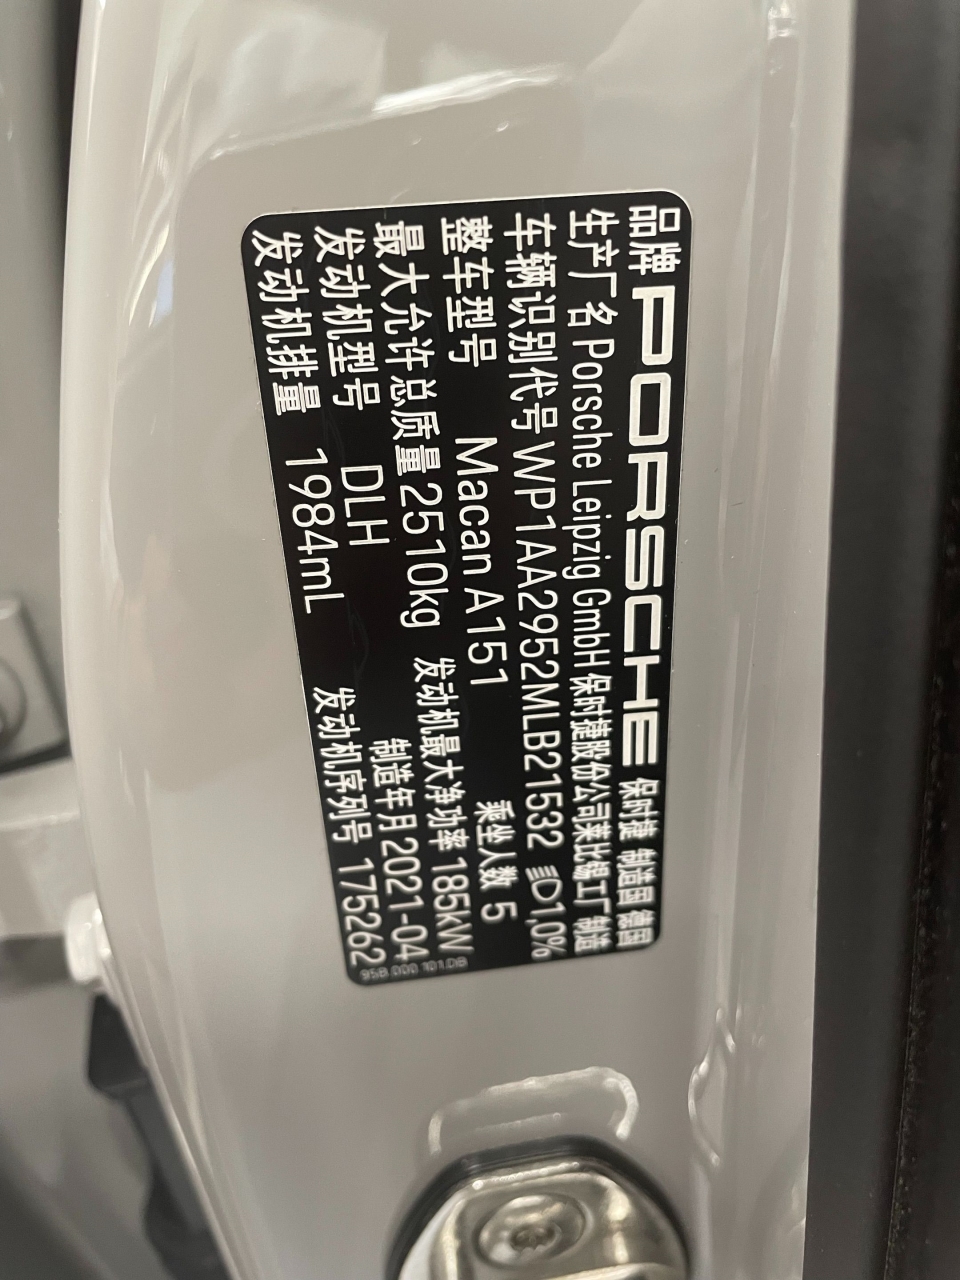 品牌 PORSCHE 保时捷 制造国 德国
生产厂名 Porsche Leipzig GmbH 保时捷股份公司莱比锡工厂 制造
车辆识别代号 WP1AA2952MLB21532 1,0%
整车型号 Macan A151 乘坐人数 5
最大允许总质量 2510kg 发动机最大净功率 185kW
发动机型号 DLH 制造年月 2021-04
发动机排量 1984mL 发动机序列号 175262
95B.000.101.DB